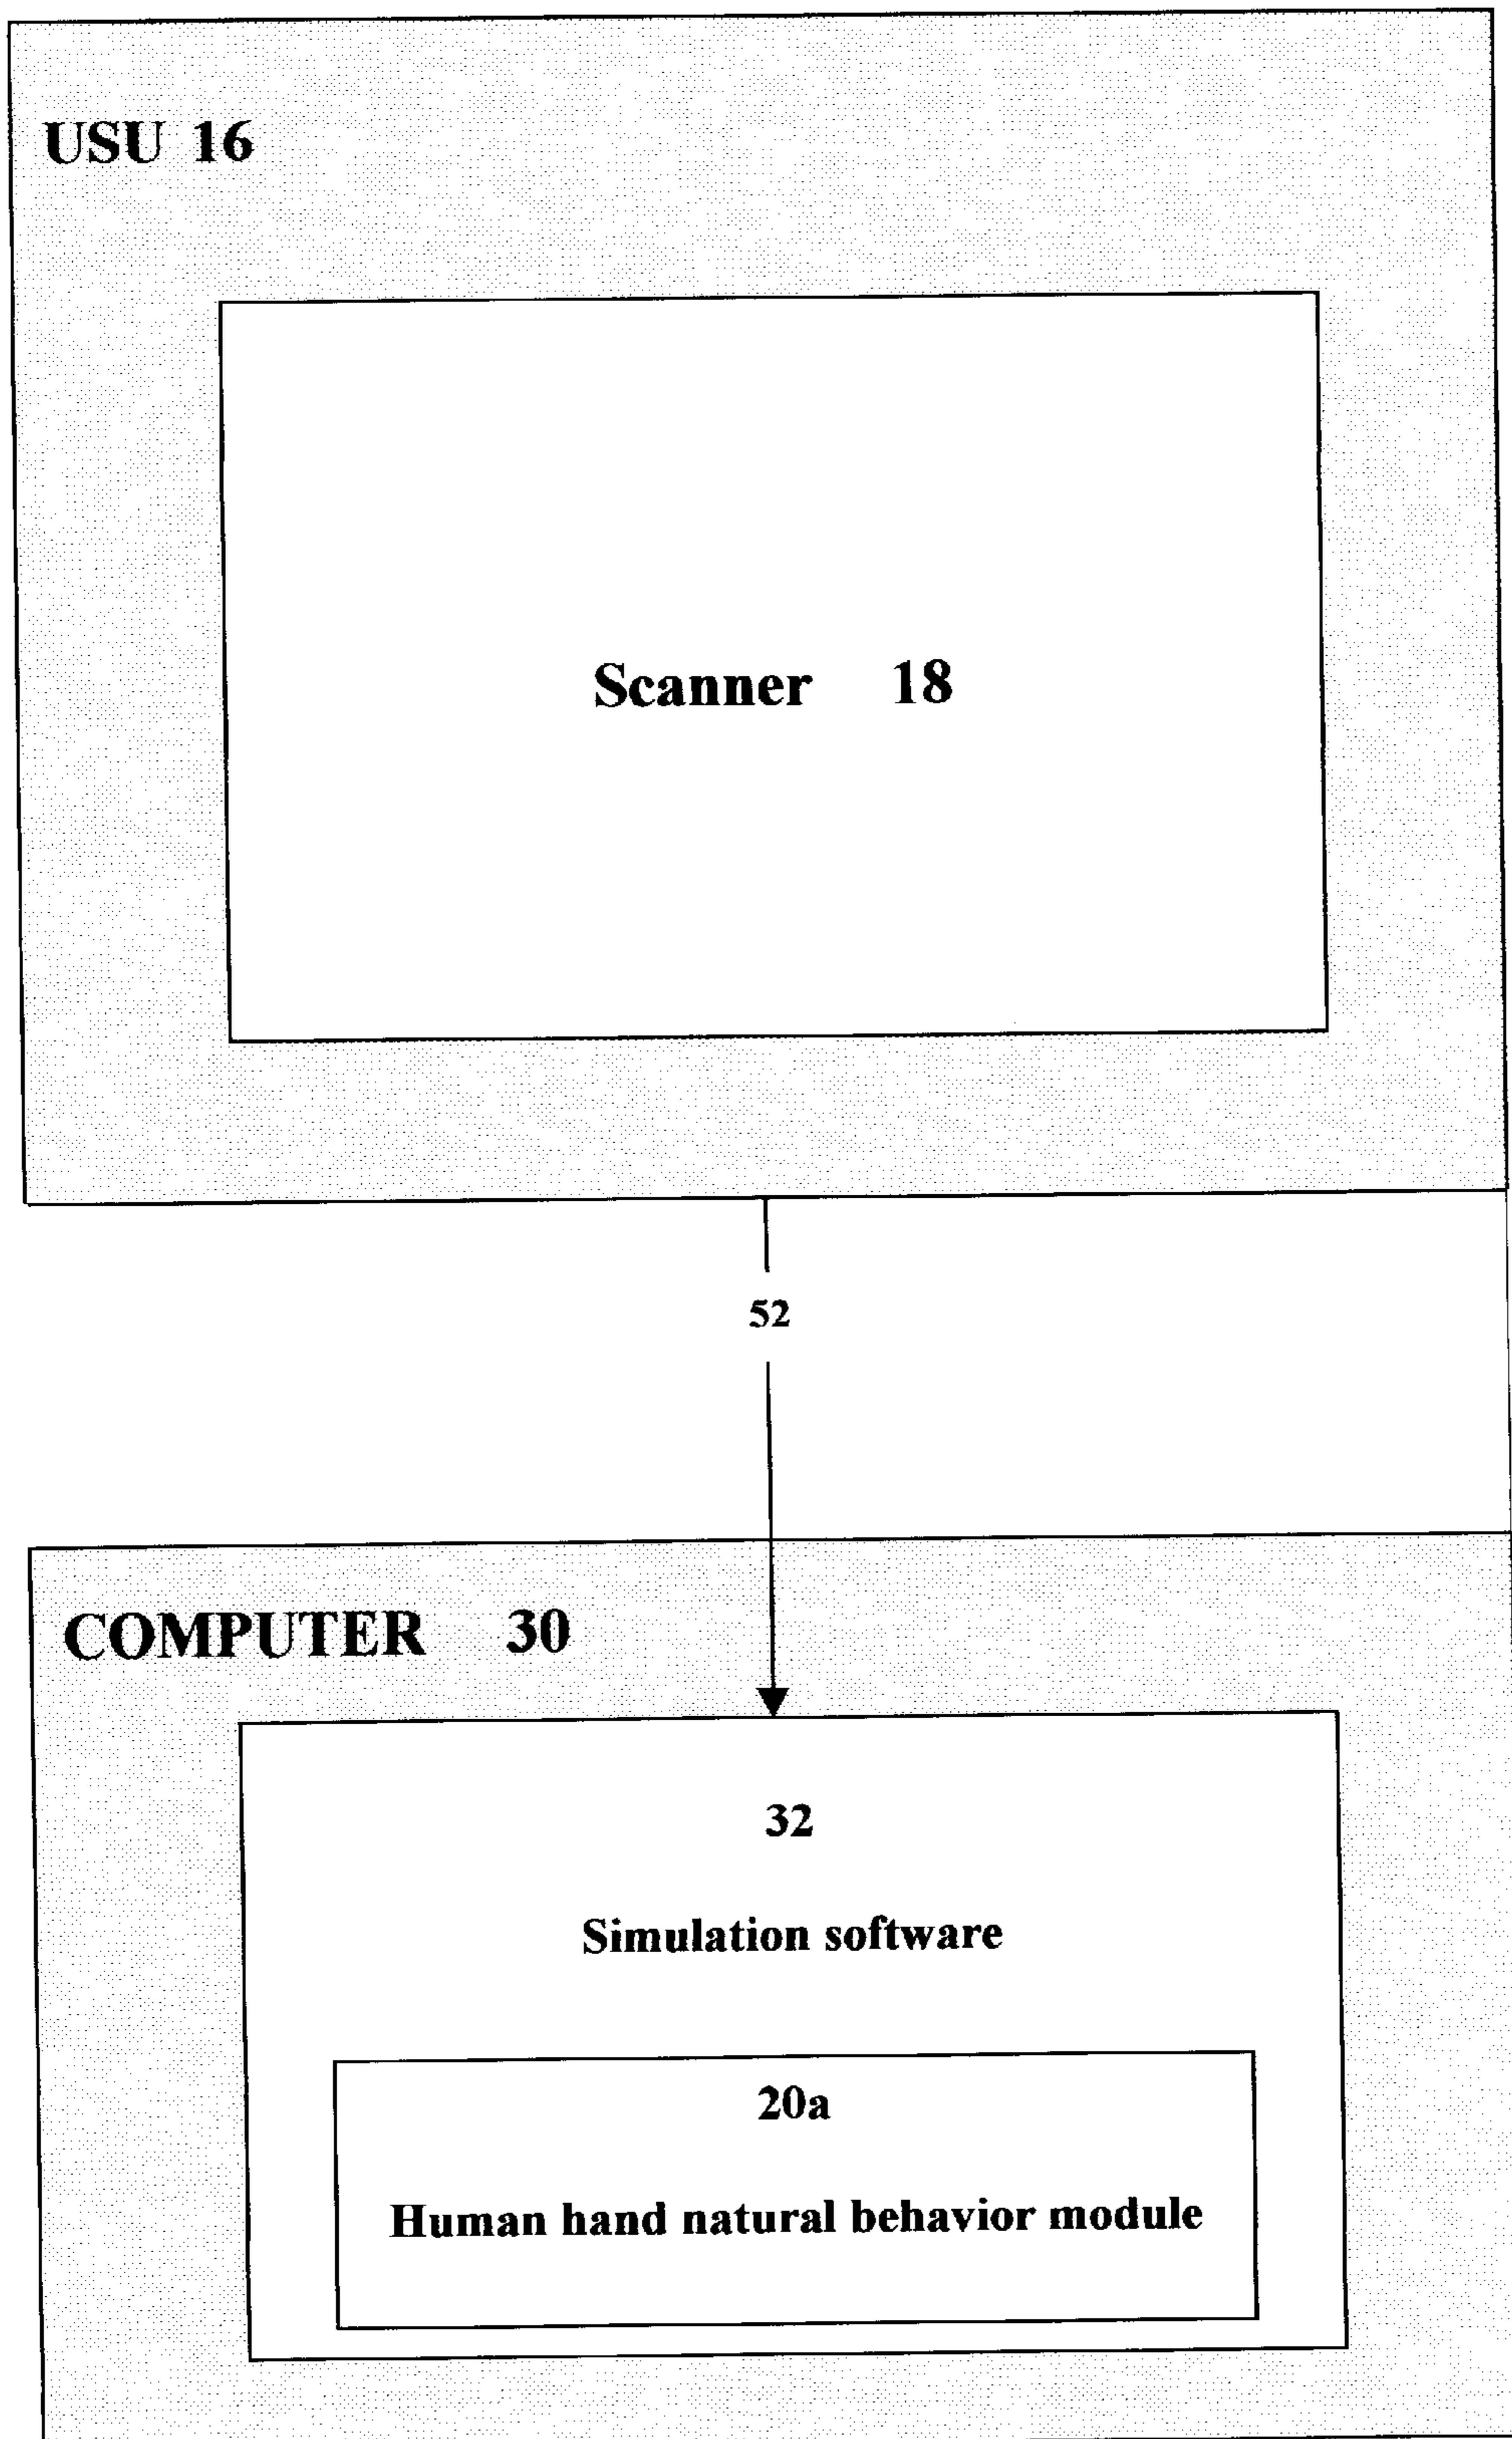 USU 16
Scanner 18
52
COMPUTER 30
32
Simulation software
20a
Human hand natural behavior module